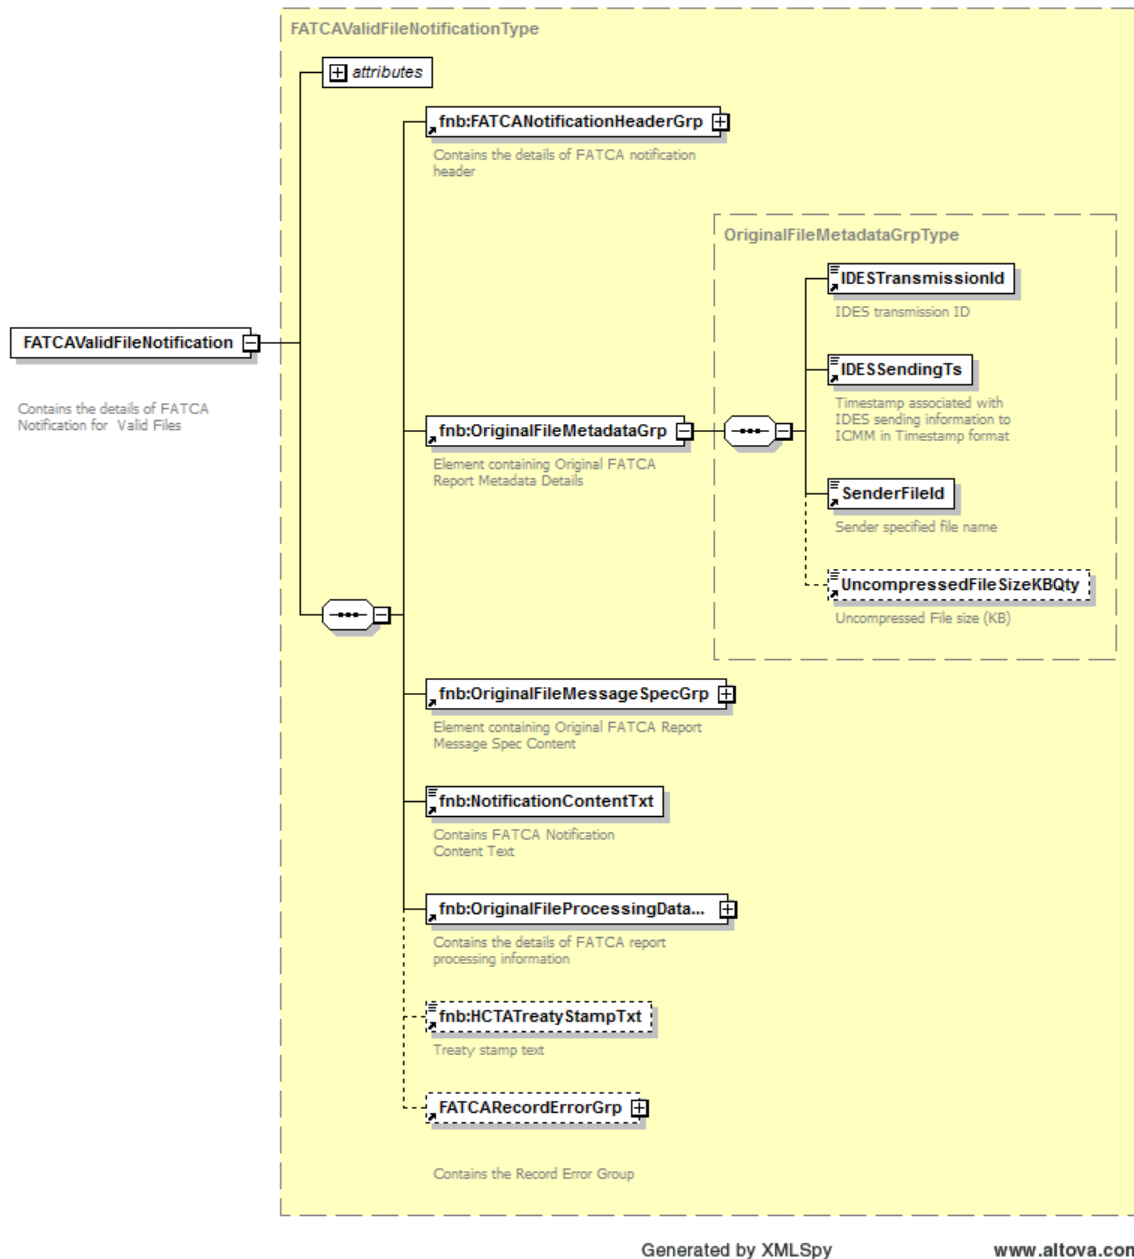 FATCAValidFileNotificationType
attributes
fnb:FATCANotificationHeaderGrp
Contains the details of FATCA notification
header
OriginalFileMetadataGrpType
IDESTransmissionId
IDES transmission ID
FATCAValidFileNotification
Contains the details of FATCA
Notification for Valid Files
IDESSendingTs
Timestamp associated with
IDES sending information to
ICMM in Timestamp format
fnb:OriginalFileMetadataGrp
Element containing Original FATCA
Report Metadata Details
SenderFileId
Sender specified file name
UncompressedFileSizeKBQty
Uncompressed File size (KB)
fnb:OriginalFileMessageSpecGrp
Element containing Original FATCA Report
Message Spec Content
fnb:NotificationContentTxt
Contains FATCA Notification
Content Text
fnb:OriginalFileProcessingData...
Contains the details of FATCA report
processing information
fnb:HCTATreatyStampTxt
Treaty stamp text
FATCARecordErrorGrp
Contains the Record Error Group
Generated by XMLSpy
www.altova.com